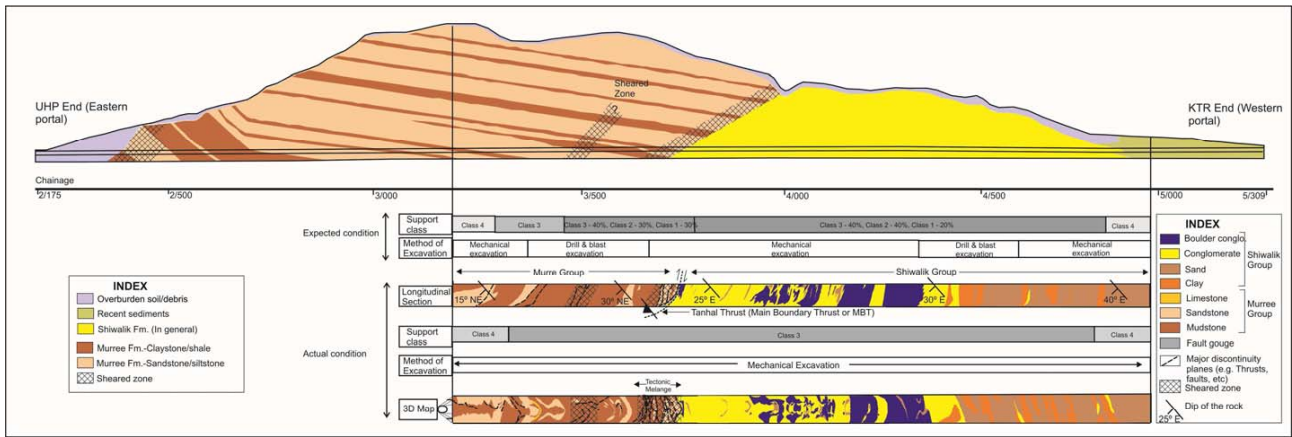 UHP End (Eastern
portal)
Sheared
Zone
?
KTR End (Western
portal)
Chainage
2/175
2/500
3/000
3/500
4/000
4/500
5/000
5/309
Expected condition
Support
class
Class 4
Class 3
Class 3 - 40%, Class 2 - 30%, Class 1 - 30%
Class 3 - 40%, Class 2 - 40%, Class 1 - 20%
Class 4
Method of
Excavation
Mechanical
excavation
Drill & blast
excavation
Mechanical
excavation
Drill & blast
excavation
Mechanical
excavation
Murre Group
Shiwalik Group
Actual condition
Longitudinal
Section
15° NE
30° NE
25° E
30° E
40° E
Tanhal Thrust (Main Boundary Thrust or MBT)
Support
class
Class 4
Class 3
Class 4
Method of
Excavation
Mechanical Excavation
Tectonic
Melange
3D Map
INDEX
Overburden soil/debris
Recent sediments
Shiwalik Fm. (In general)
Murree Fm.-Claystone/shale
Murree Fm.-Sandstone/siltstone
Sheared zone
INDEX
Boulder conglo.
Conglomerate
Sand
Clay
Shiwalik
Group
Limestone
Sandstone
Mudstone
Murree
Group
Fault gouge
Major discontinuity
planes (e.g. Thrusts,
faults, etc)
Sheared zone
Dip of the rock
25° E